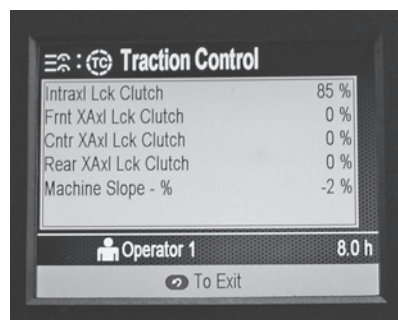 : TC Traction Control
Intraxl Lck Clutch 85 %
Frnt XAxl Lck Clutch 0 %
Cntr XAxl Lck Clutch 0 %
Rear XAxl Lck Clutch 0 %
Machine Slope - % -2 %
Operator 1 8.0 h
To Exit